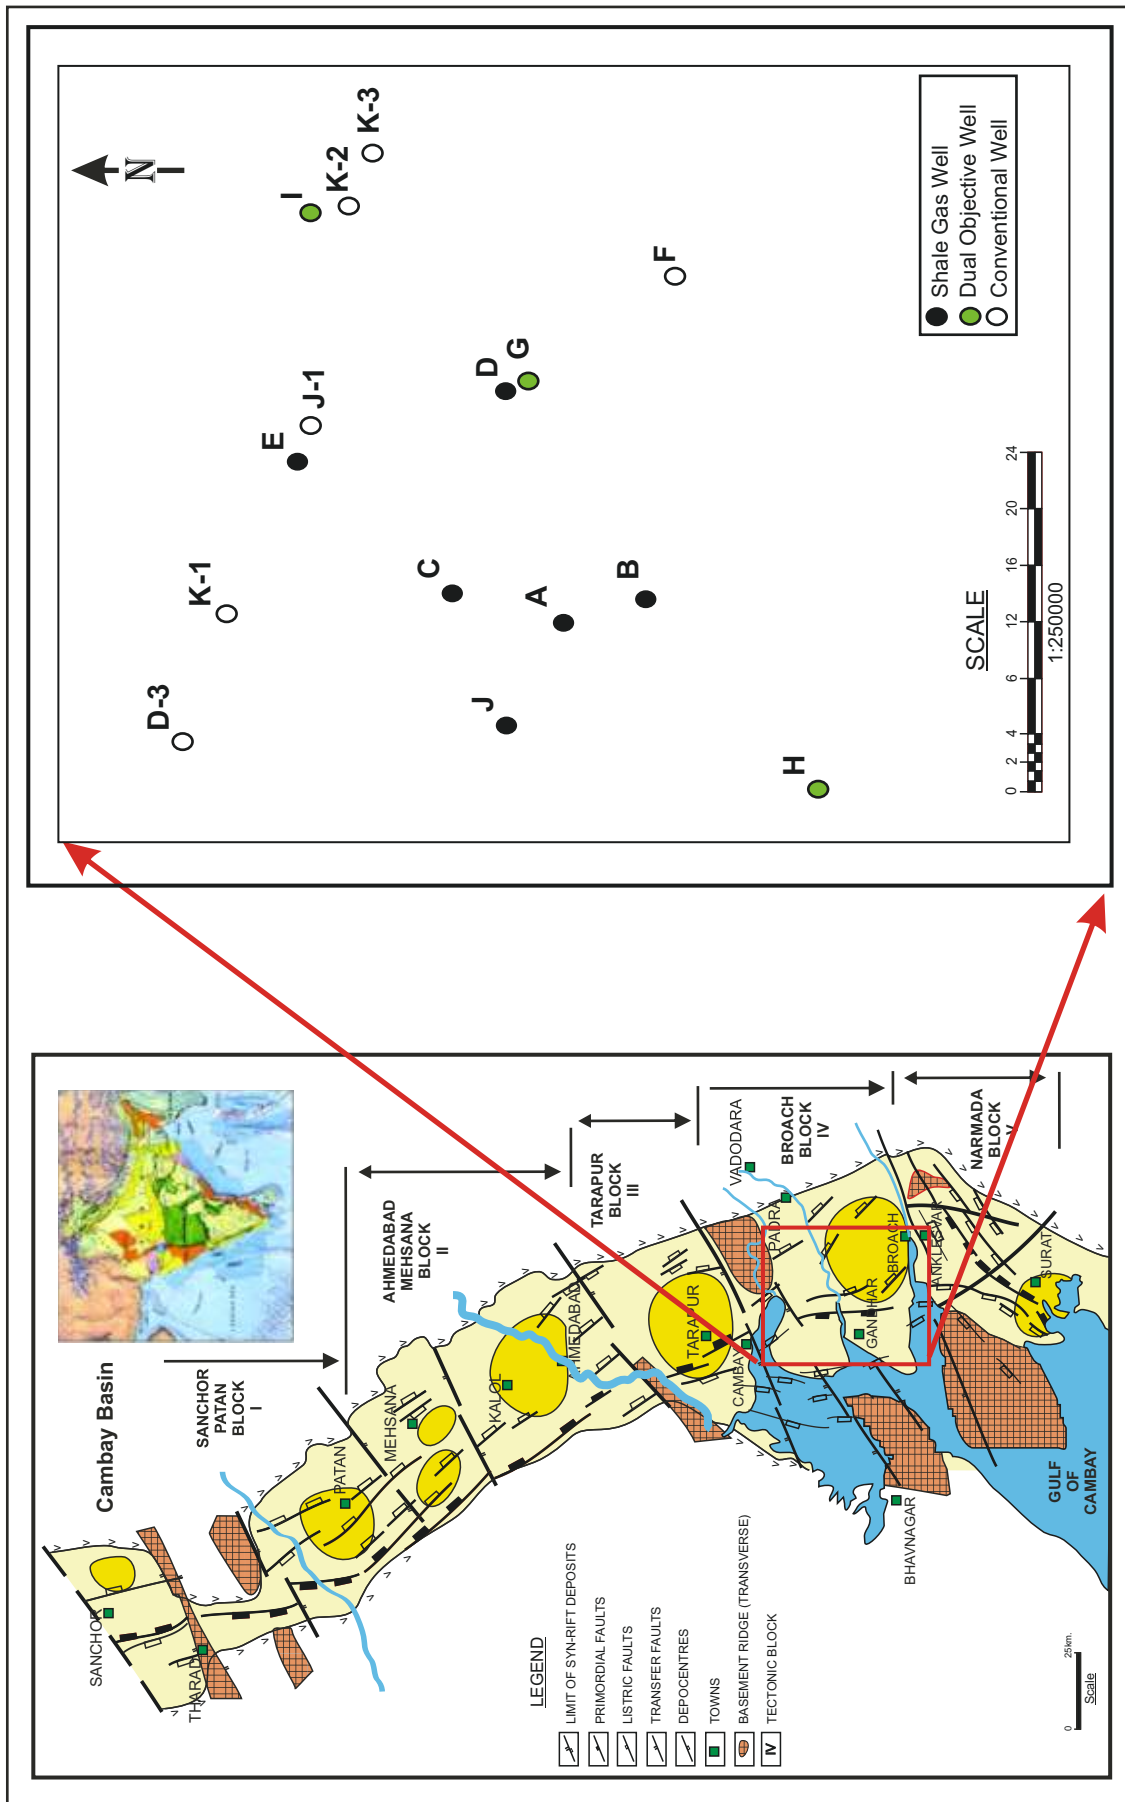 Cambay Basin
SANCHOR
PATAN
BLOCK
I
AHMEDABAD
MEHSANA
BLOCK
II
TARAPUR
BLOCK
III
BROACH
BLOCK
IV
NARMADA
BLOCK
V
SANCHOR
THARAD
PATAN
MEHSANA
KALOL
AHMEDABAD
TARAPUR
CAMBAY
VADODARA
PADRA
GANDHAR
BROACH
ANKLESVAR
SURAT
BHAVNAGAR
GULF
OF
CAMBAY
LEGEND
LIMIT OF SYN-RIFT DEPOSITS
PRIMORDIAL FAULTS
LISTRIC FAULTS
TRANSFER FAULTS
DEPOCENTRES
TOWNS
BASEMENT RIDGE (TRANSVERSE)
IV TECTONIC BLOCK
0 25km.
Scale
N
D-3
K-1
E
J-1
I
K-2
K-3
J
C
A
B
D
G
F
H
Shale Gas Well
Dual Objective Well
Conventional Well
SCALE
0 2 4 6 12 16 20 24
1:250000